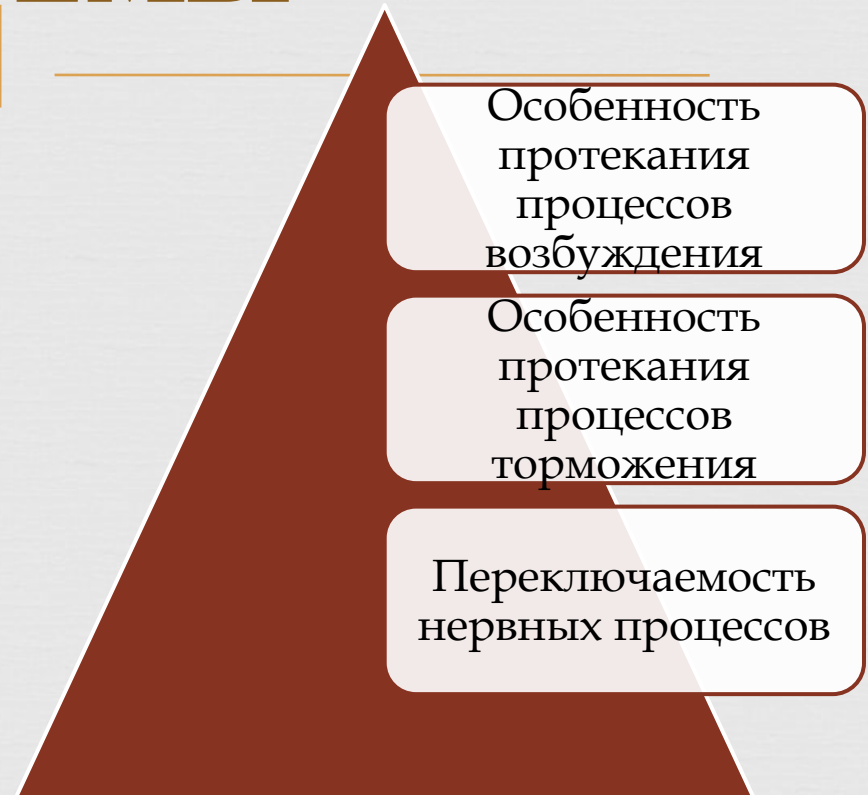 Особенность
протекания
процессов
возбуждения
Особенность
протекания
процессов
торможения
Переключаемость
нервных процессов